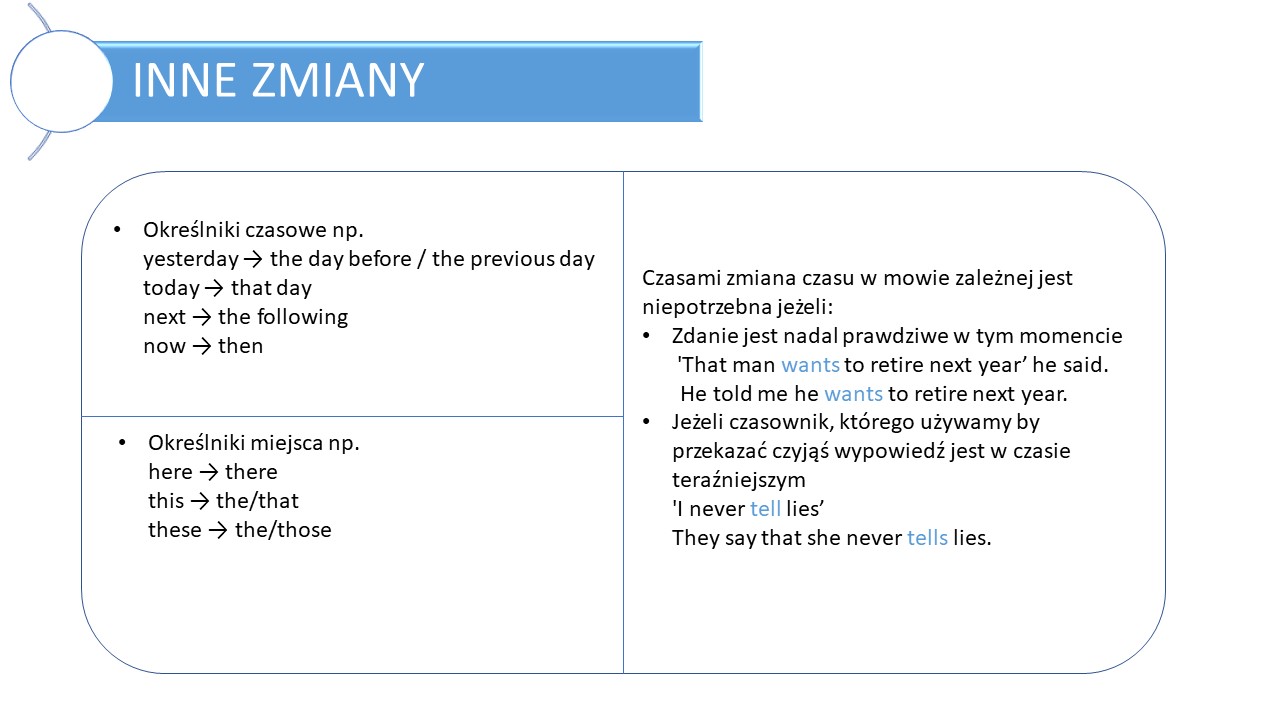 INNE ZMIANY
• Określniki czasowe np.
yesterday → the day before / the previous day
today → that day
next → the following
now → then
• Określniki miejsca np.
here → there
this → the/that
these → the/those
Czasami zmiana czasu w mowie zależnej jest
niepotrzebna jeżeli:
• Zdanie jest nadal prawdziwe w tym momencie
'That man wants to retire next year’ he said.
He told me he wants to retire next year.
• Jeżeli czasownik, którego używamy by
przekazać czyjąś wypowiedź jest w czasie
teraźniejszym
'I never tell lies’
They say that she never tells lies.